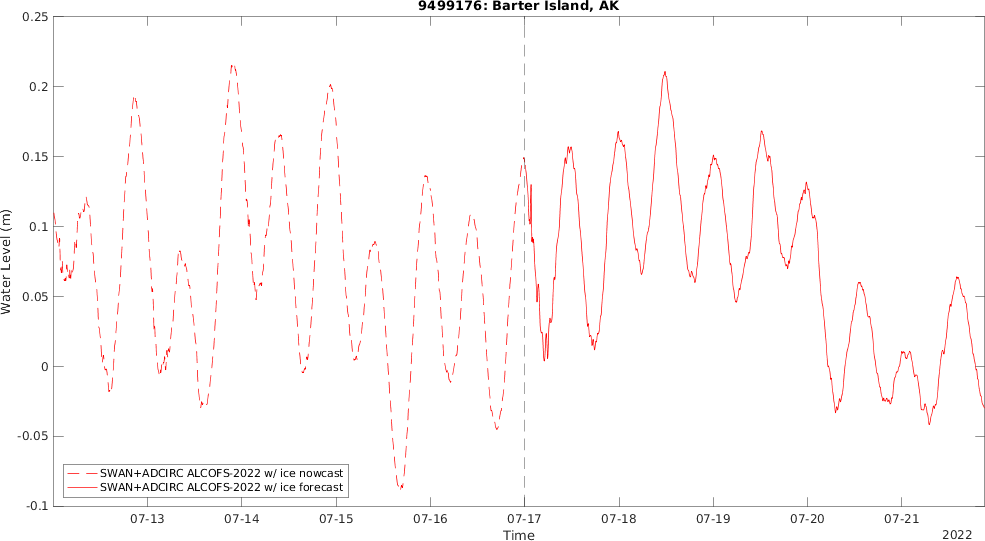 9499176: Barter Island, AK
0.25
0.2
0.15
0.1
0.05
0
-0.05
-0.1
Water Level (m)
SWAN+ADCIRC ALCOFS-2022 w/ ice nowcast
SWAN+ADCIRC ALCOFS-2022 w/ ice forecast
07-13 07-14 07-15 07-16 07-17 07-18 07-19 07-20 07-21
Time
2022